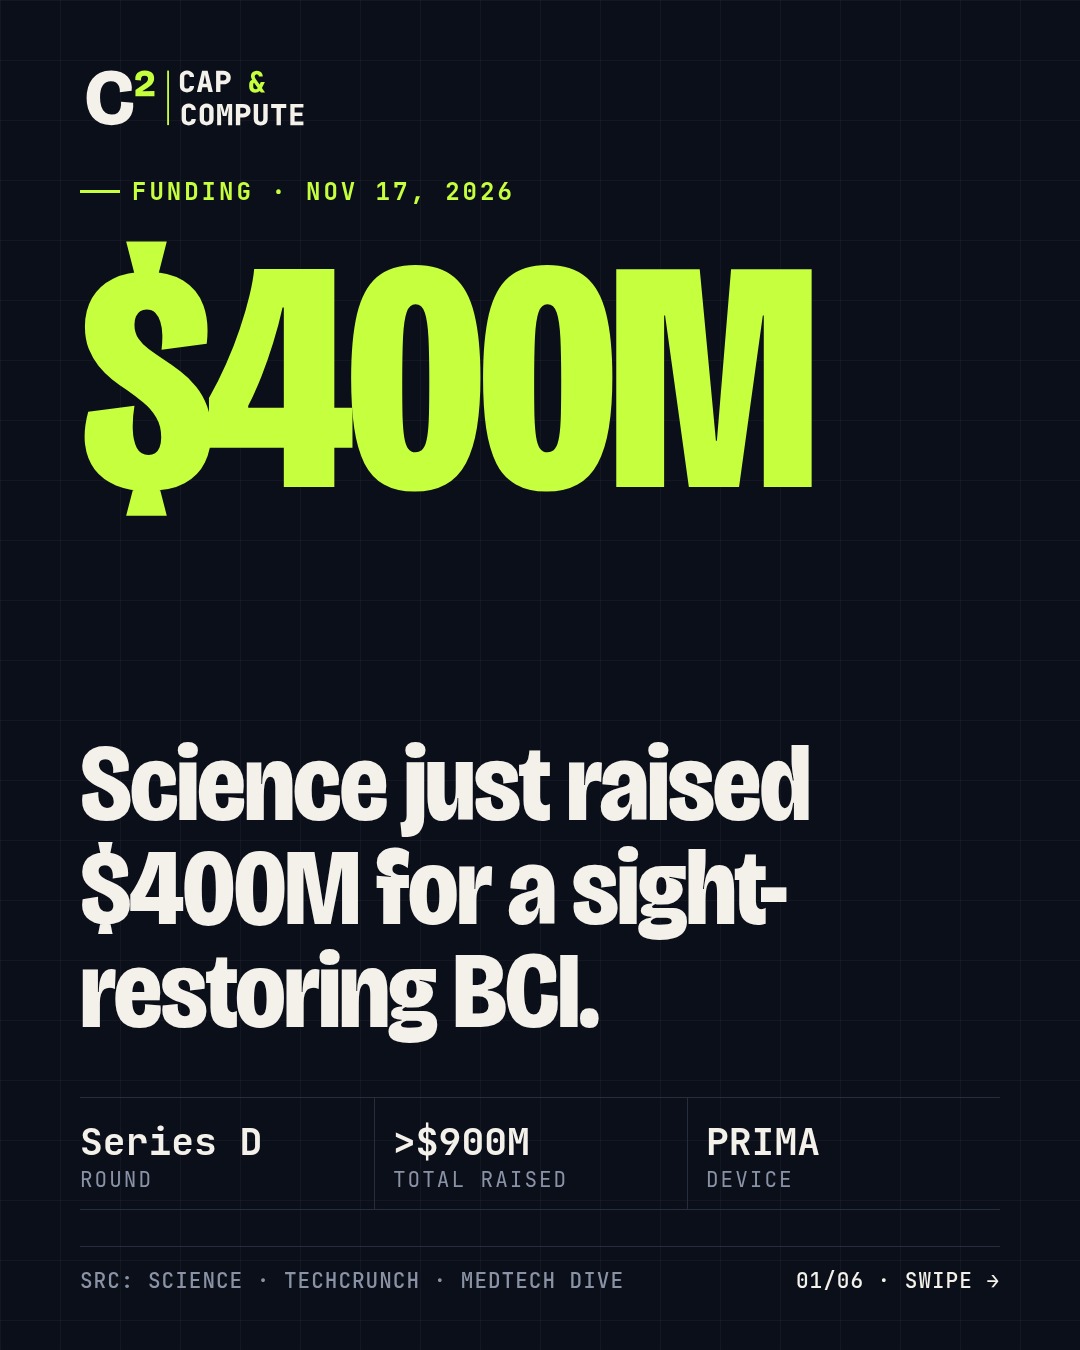 C² CAP &
COMPUTE
FUNDING · NOV 17, 2026
$400M
Science just raised
$400M for a sight-
restoring BCI.
Series D >$900M PRIMA
ROUND TOTAL RAISED DEVICE
SRC: SCIENCE · TECHCRUNCH · MEDTECH DIVE 01/06 · SWIPE →